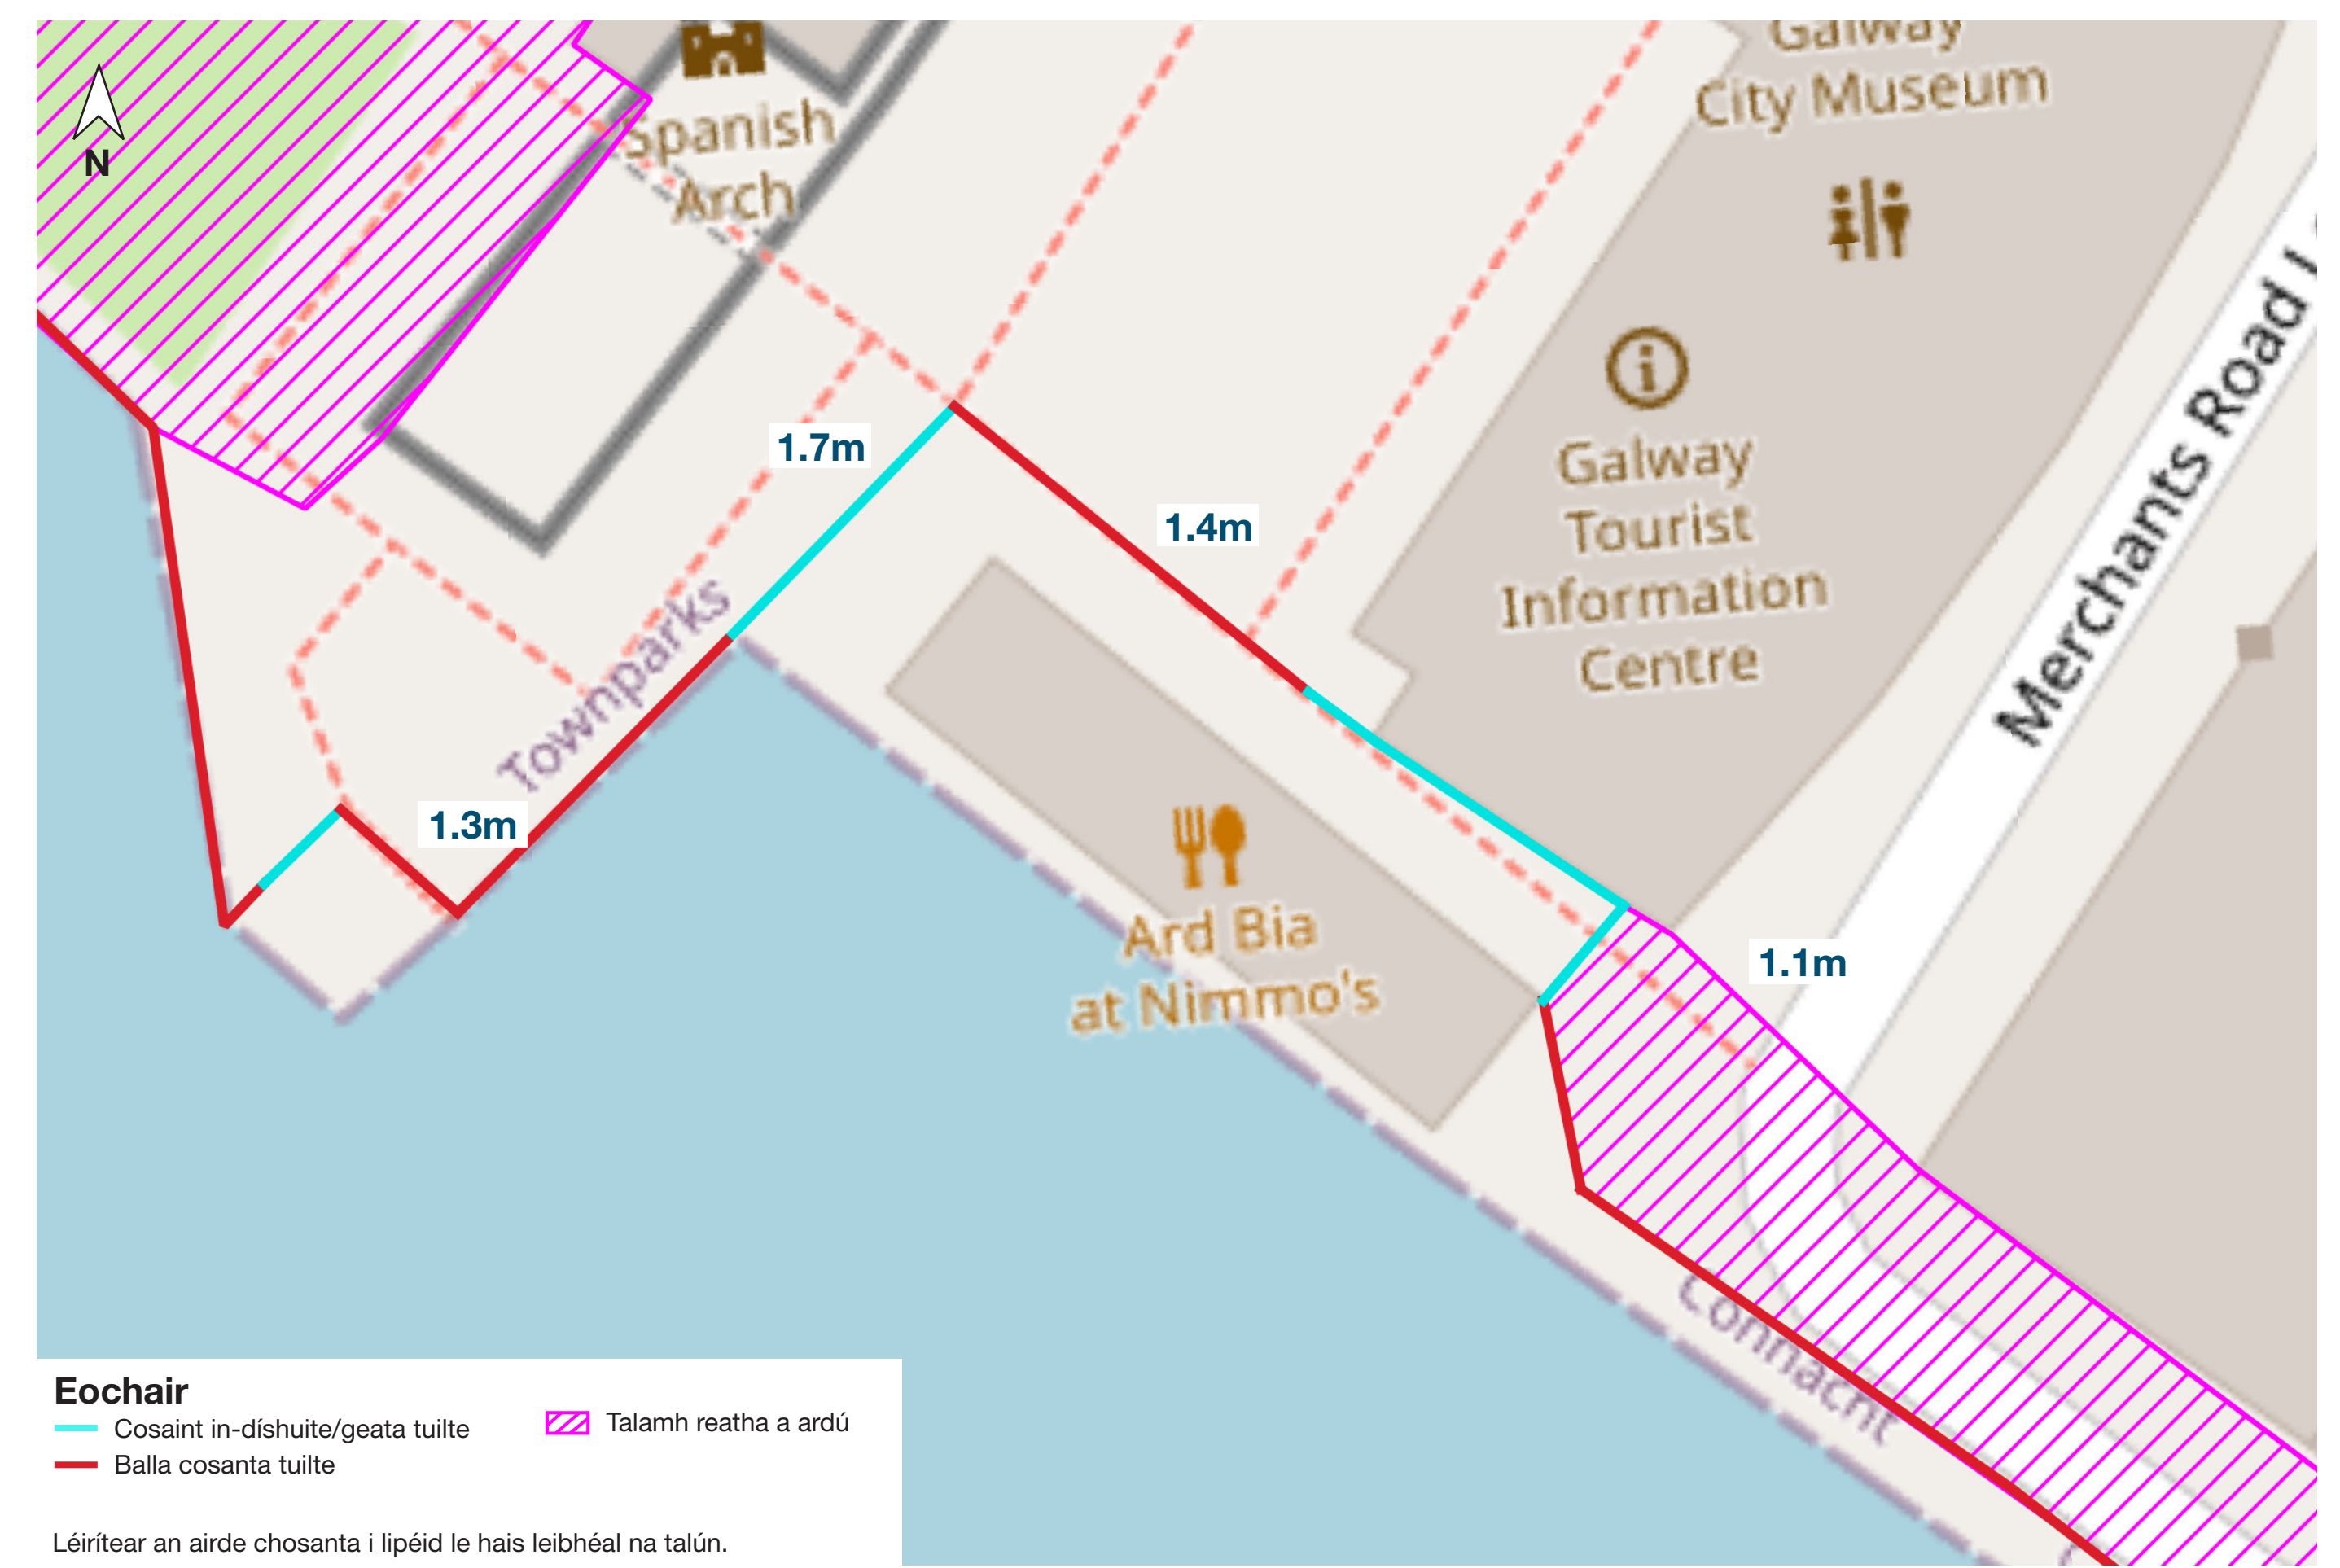 Galway
City Museum
N
Spanish
Arch
1.7m
1.4m
Galway
Tourist
Information
Centre
Merchants Road
Townparks
1.3m
Ard Bia
at Nimmo's
1.1m
Connacht
Eochair
Cosaint in-díshuite/geata tuilte
Balla cosanta tuilte
Talamh reatha a ardú
Léirítear an airde chosanta i lipéid le hais leibhéal na talún.